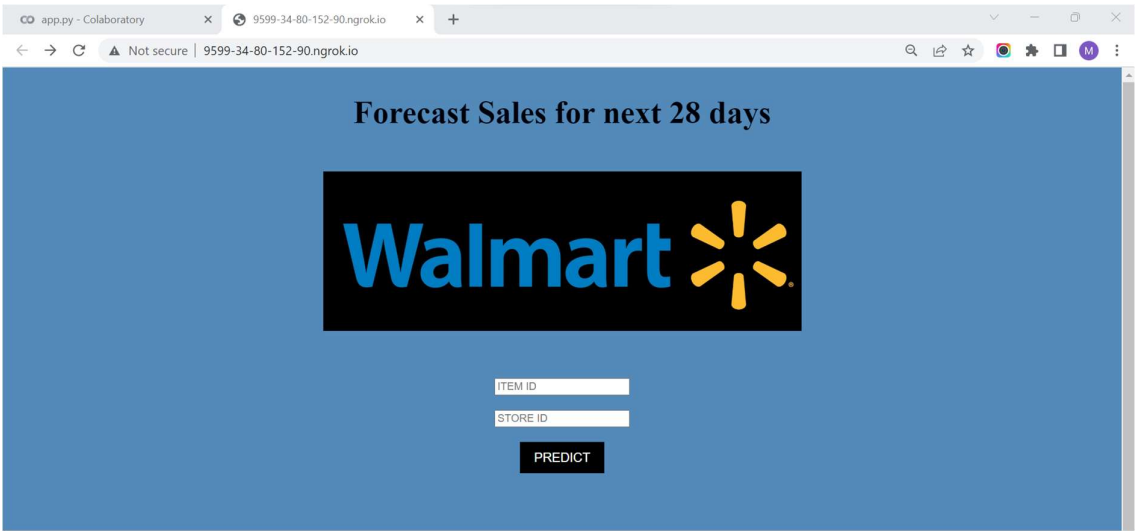 app.py - Colaboratory
9599-34-80-152-90.ngrok.io
Not secure | 9599-34-80-152-90.ngrok.io
M
Forecast Sales for next 28 days
Walmart
ITEM ID
STORE ID
PREDICT